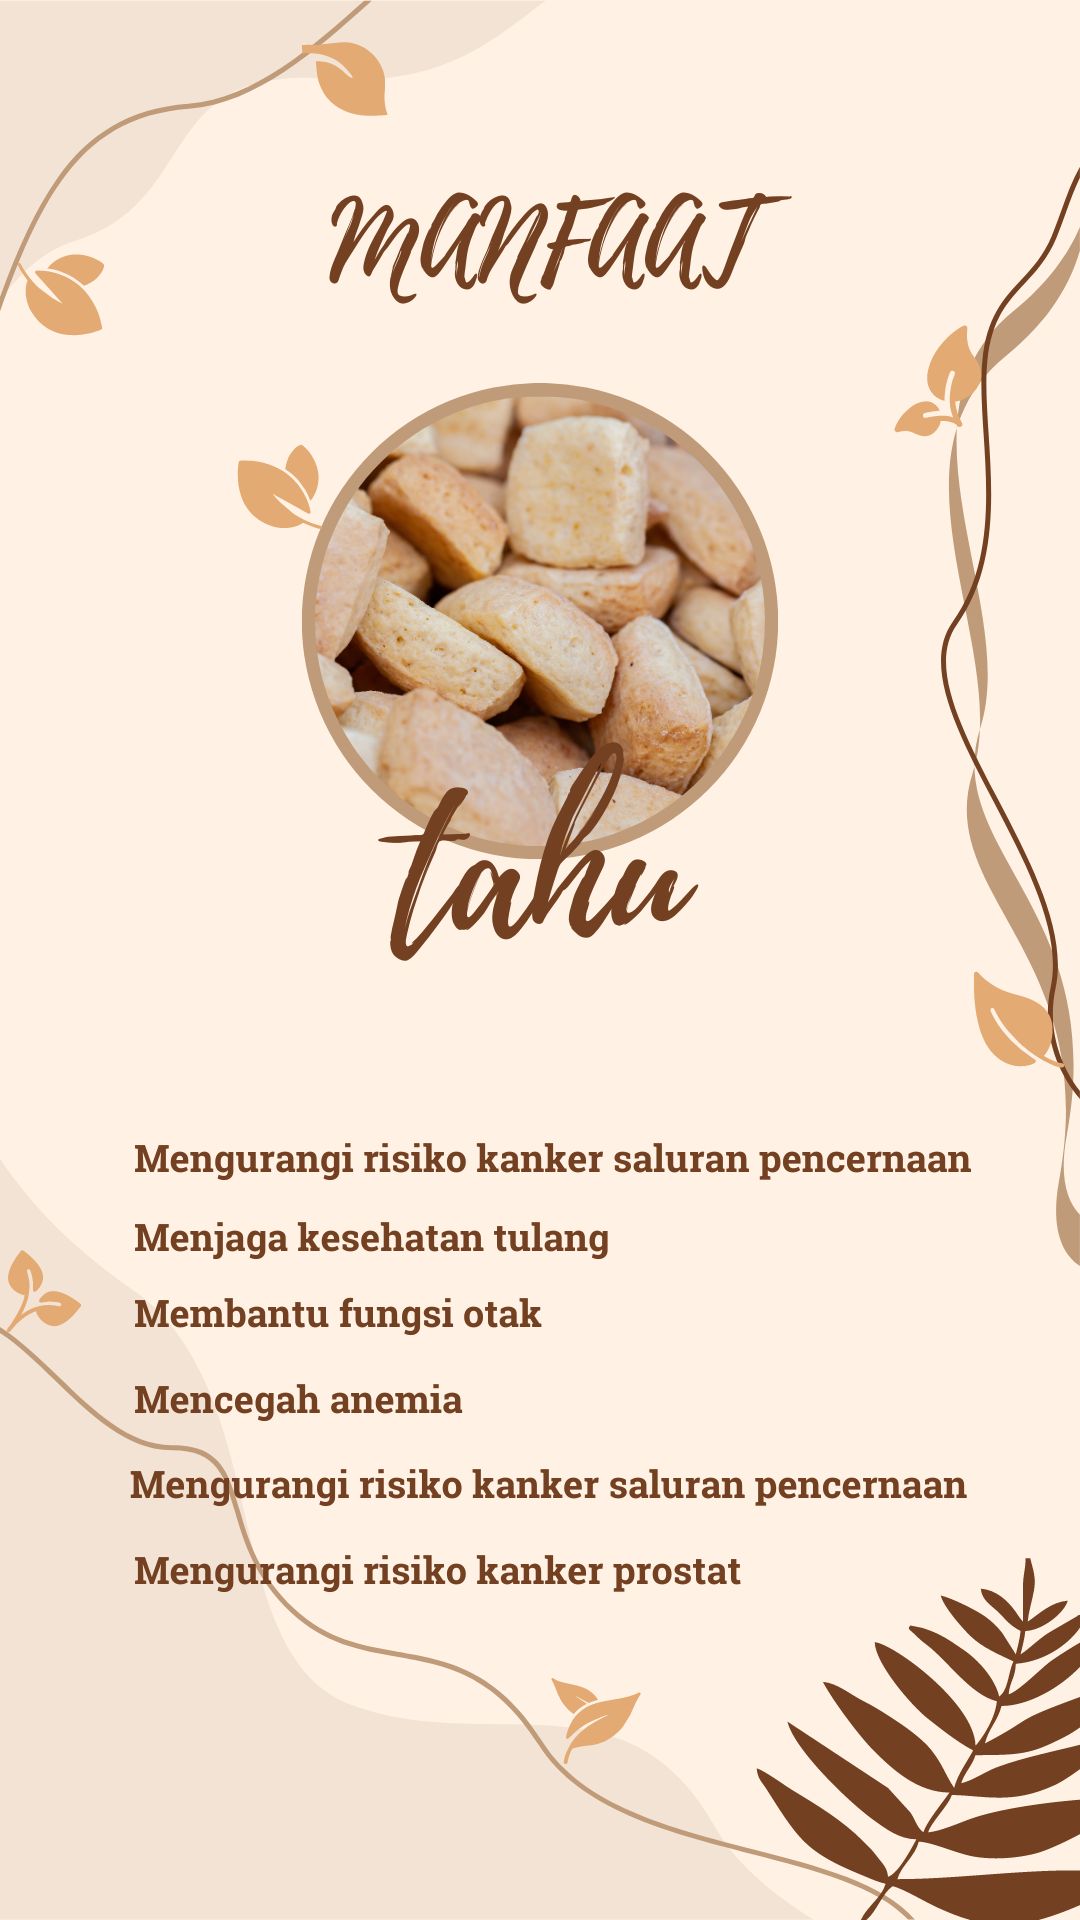 MANFAAT
tahu
Mengurangi risiko kanker saluran pencernaan
Menjaga kesehatan tulang
Membantu fungsi otak
Mencegah anemia
Mengurangi risiko kanker saluran pencernaan
Mengurangi risiko kanker prostat